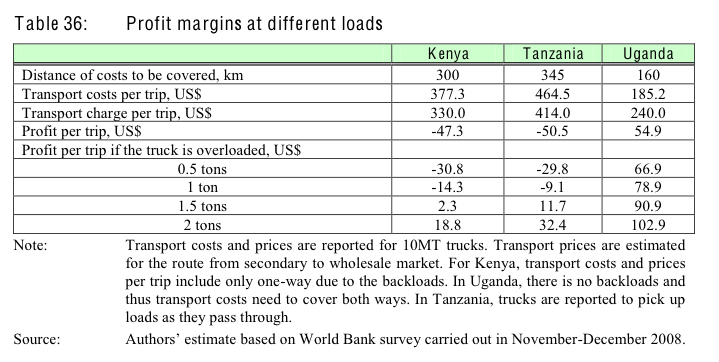 Table 36: Profit margins at different loads
Kenya Tanzania Uganda
Distance of costs to be covered, km 300 345 160
Transport costs per trip, US$ 377.3 464.5 185.2
Transport charge per trip, US$ 330.0 414.0 240.0
Profit per trip, US$ -47.3 -50.5 54.9
Profit per trip if the truck is overloaded, US$
0.5 tons -30.8 -29.8 66.9
1 ton -14.3 -9.1 78.9
1.5 tons 2.3 11.7 90.9
2 tons 18.8 32.4 102.9
Note: Transport costs and prices are reported for 10MT trucks. Transport prices are estimated
for the route from secondary to wholesale market. For Kenya, transport costs and prices
per trip include only one-way due to the backloads. In Uganda, there is no backloads and
thus transport costs need to cover both ways. In Tanzania, trucks are reported to pick up
loads as they pass through.
Source: Authors' estimate based on World Bank survey carried out in November-December 2008.